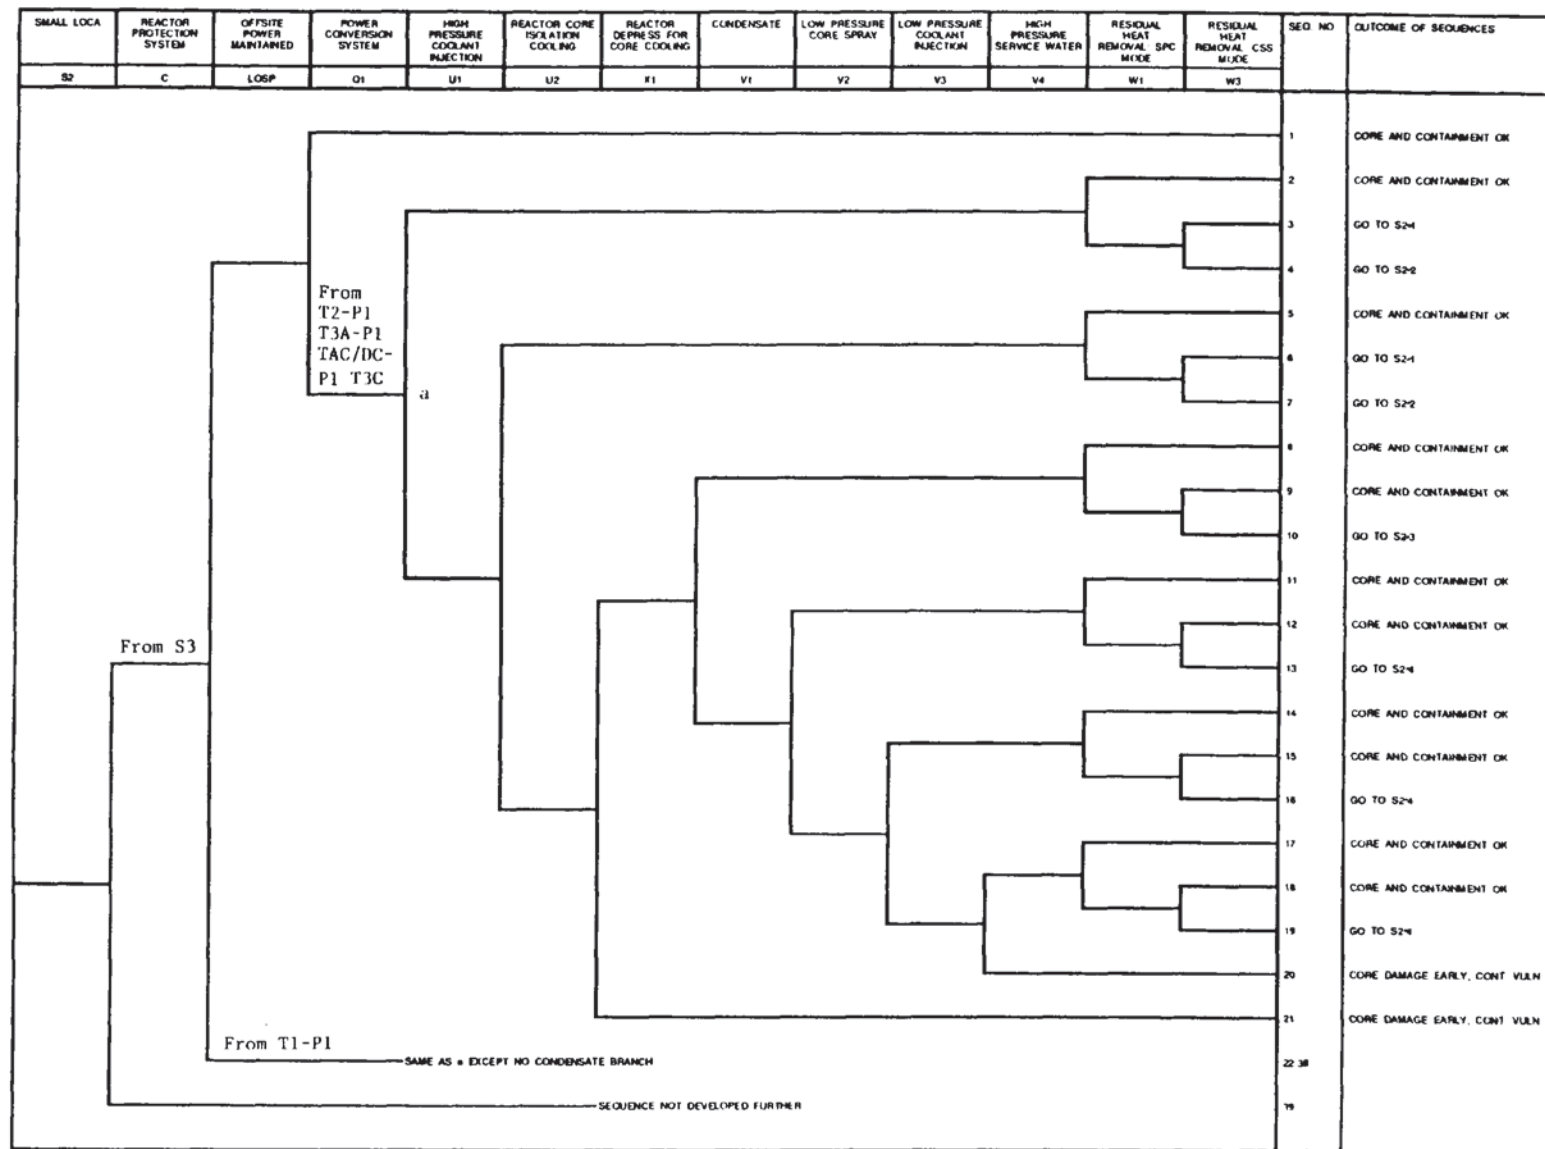 SMALL LOCA
REACTOR PROTECTION SYSTEM
OFFSITE POWER MAINTAINED
POWER CONVERSION SYSTEM
HIGH PRESSURE COOLANT INJECTION
REACTOR CORE ISOLATION COOLING
REACTOR DEPRESS FOR CORE COOLING
CONDENSATE
LOW PRESSURE CORE SPRAY
LOW PRESSURE COOLANT INJECTION
HIGH PRESSURE SERVICE WATER
RESIDUAL HEAT REMOVAL SPC MODE
RESIDUAL HEAT REMOVAL CSS MODE
SEQ. NO
OUTCOME OF SEQUENCES
S2 C LOSP Q1 U1 U2 X1 V1 V2 V3 V4 W1 W3
1 CORE AND CONTAINMENT OK
2 CORE AND CONTAINMENT OK
3 GO TO S2-1
4 GO TO S2-2
From
T2-P1
T3A-P1
TAC/DC-
P1 T3C
a
5 CORE AND CONTAINMENT OK
6 GO TO S2-1
7 GO TO S2-2
8 CORE AND CONTAINMENT OK
9 CORE AND CONTAINMENT OK
10 GO TO S2-3
11 CORE AND CONTAINMENT OK
12 CORE AND CONTAINMENT OK
From S3
13 GO TO S2-4
14 CORE AND CONTAINMENT OK
15 CORE AND CONTAINMENT OK
16 GO TO S2-4
17 CORE AND CONTAINMENT OK
18 CORE AND CONTAINMENT OK
19 GO TO S2-4
20 CORE DAMAGE EARLY, CONT VULN
21 CORE DAMAGE EARLY, CONT VULN
From T1-P1
SAME AS a EXCEPT NO CONDENSATE BRANCH
22-38
SEQUENCE NOT DEVELOPED FURTHER